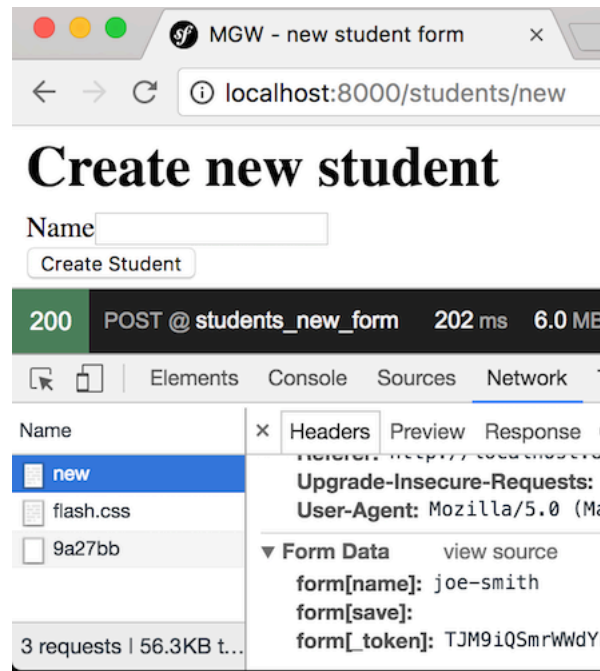 MGW - new student form
localhost:8000/students/new
Create new student
Name
Create Student
200 POST @ students_new_form 202 ms 6.0 MB
Elements Console Sources Network
Name
Headers Preview Response
new
flash.css
9a27bb
Upgrade-Insecure-Requests:
User-Agent: Mozilla/5.0 (Ma
Form Data view source
form[name]: joe-smith
form[save]:
form[_token]: TJM9iQSmrWWdY
3 requests | 56.3KB t...